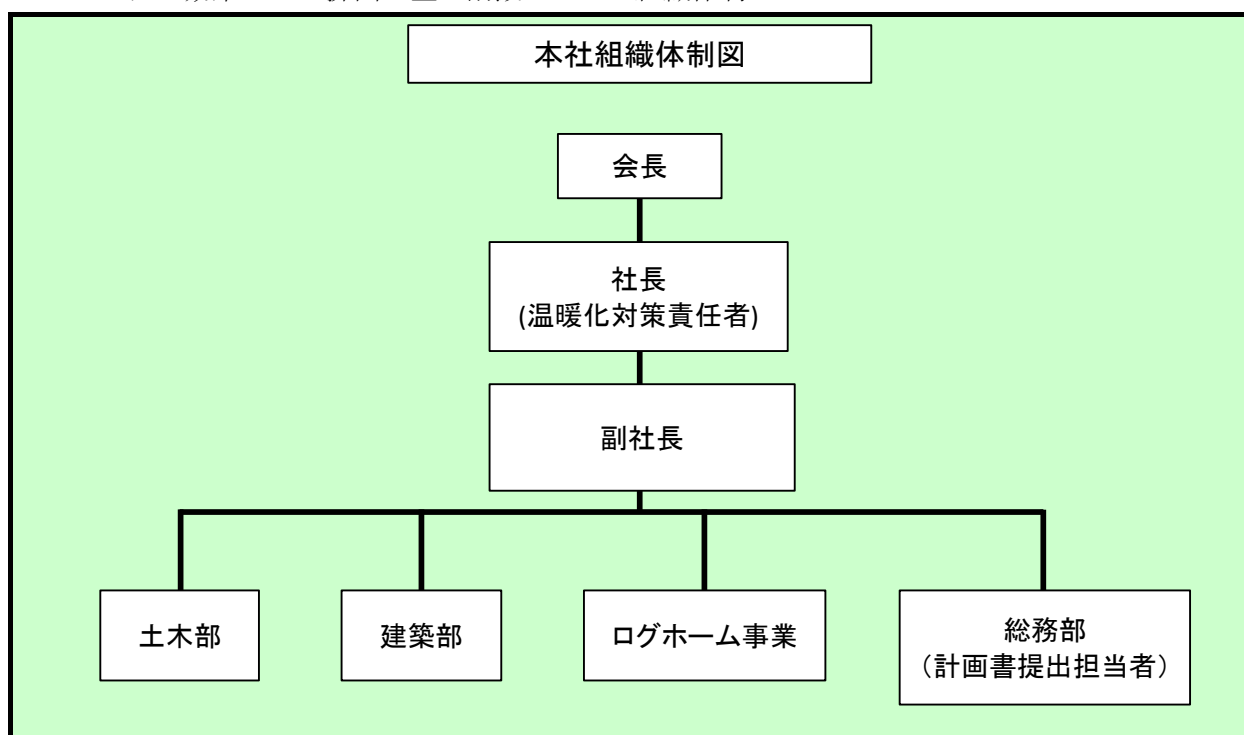 本社組織体制図
会長
社長
(温暖化対策責任者)
副社長
土木部
建築部
ログホーム事業
総務部
（計画書提出担当者）